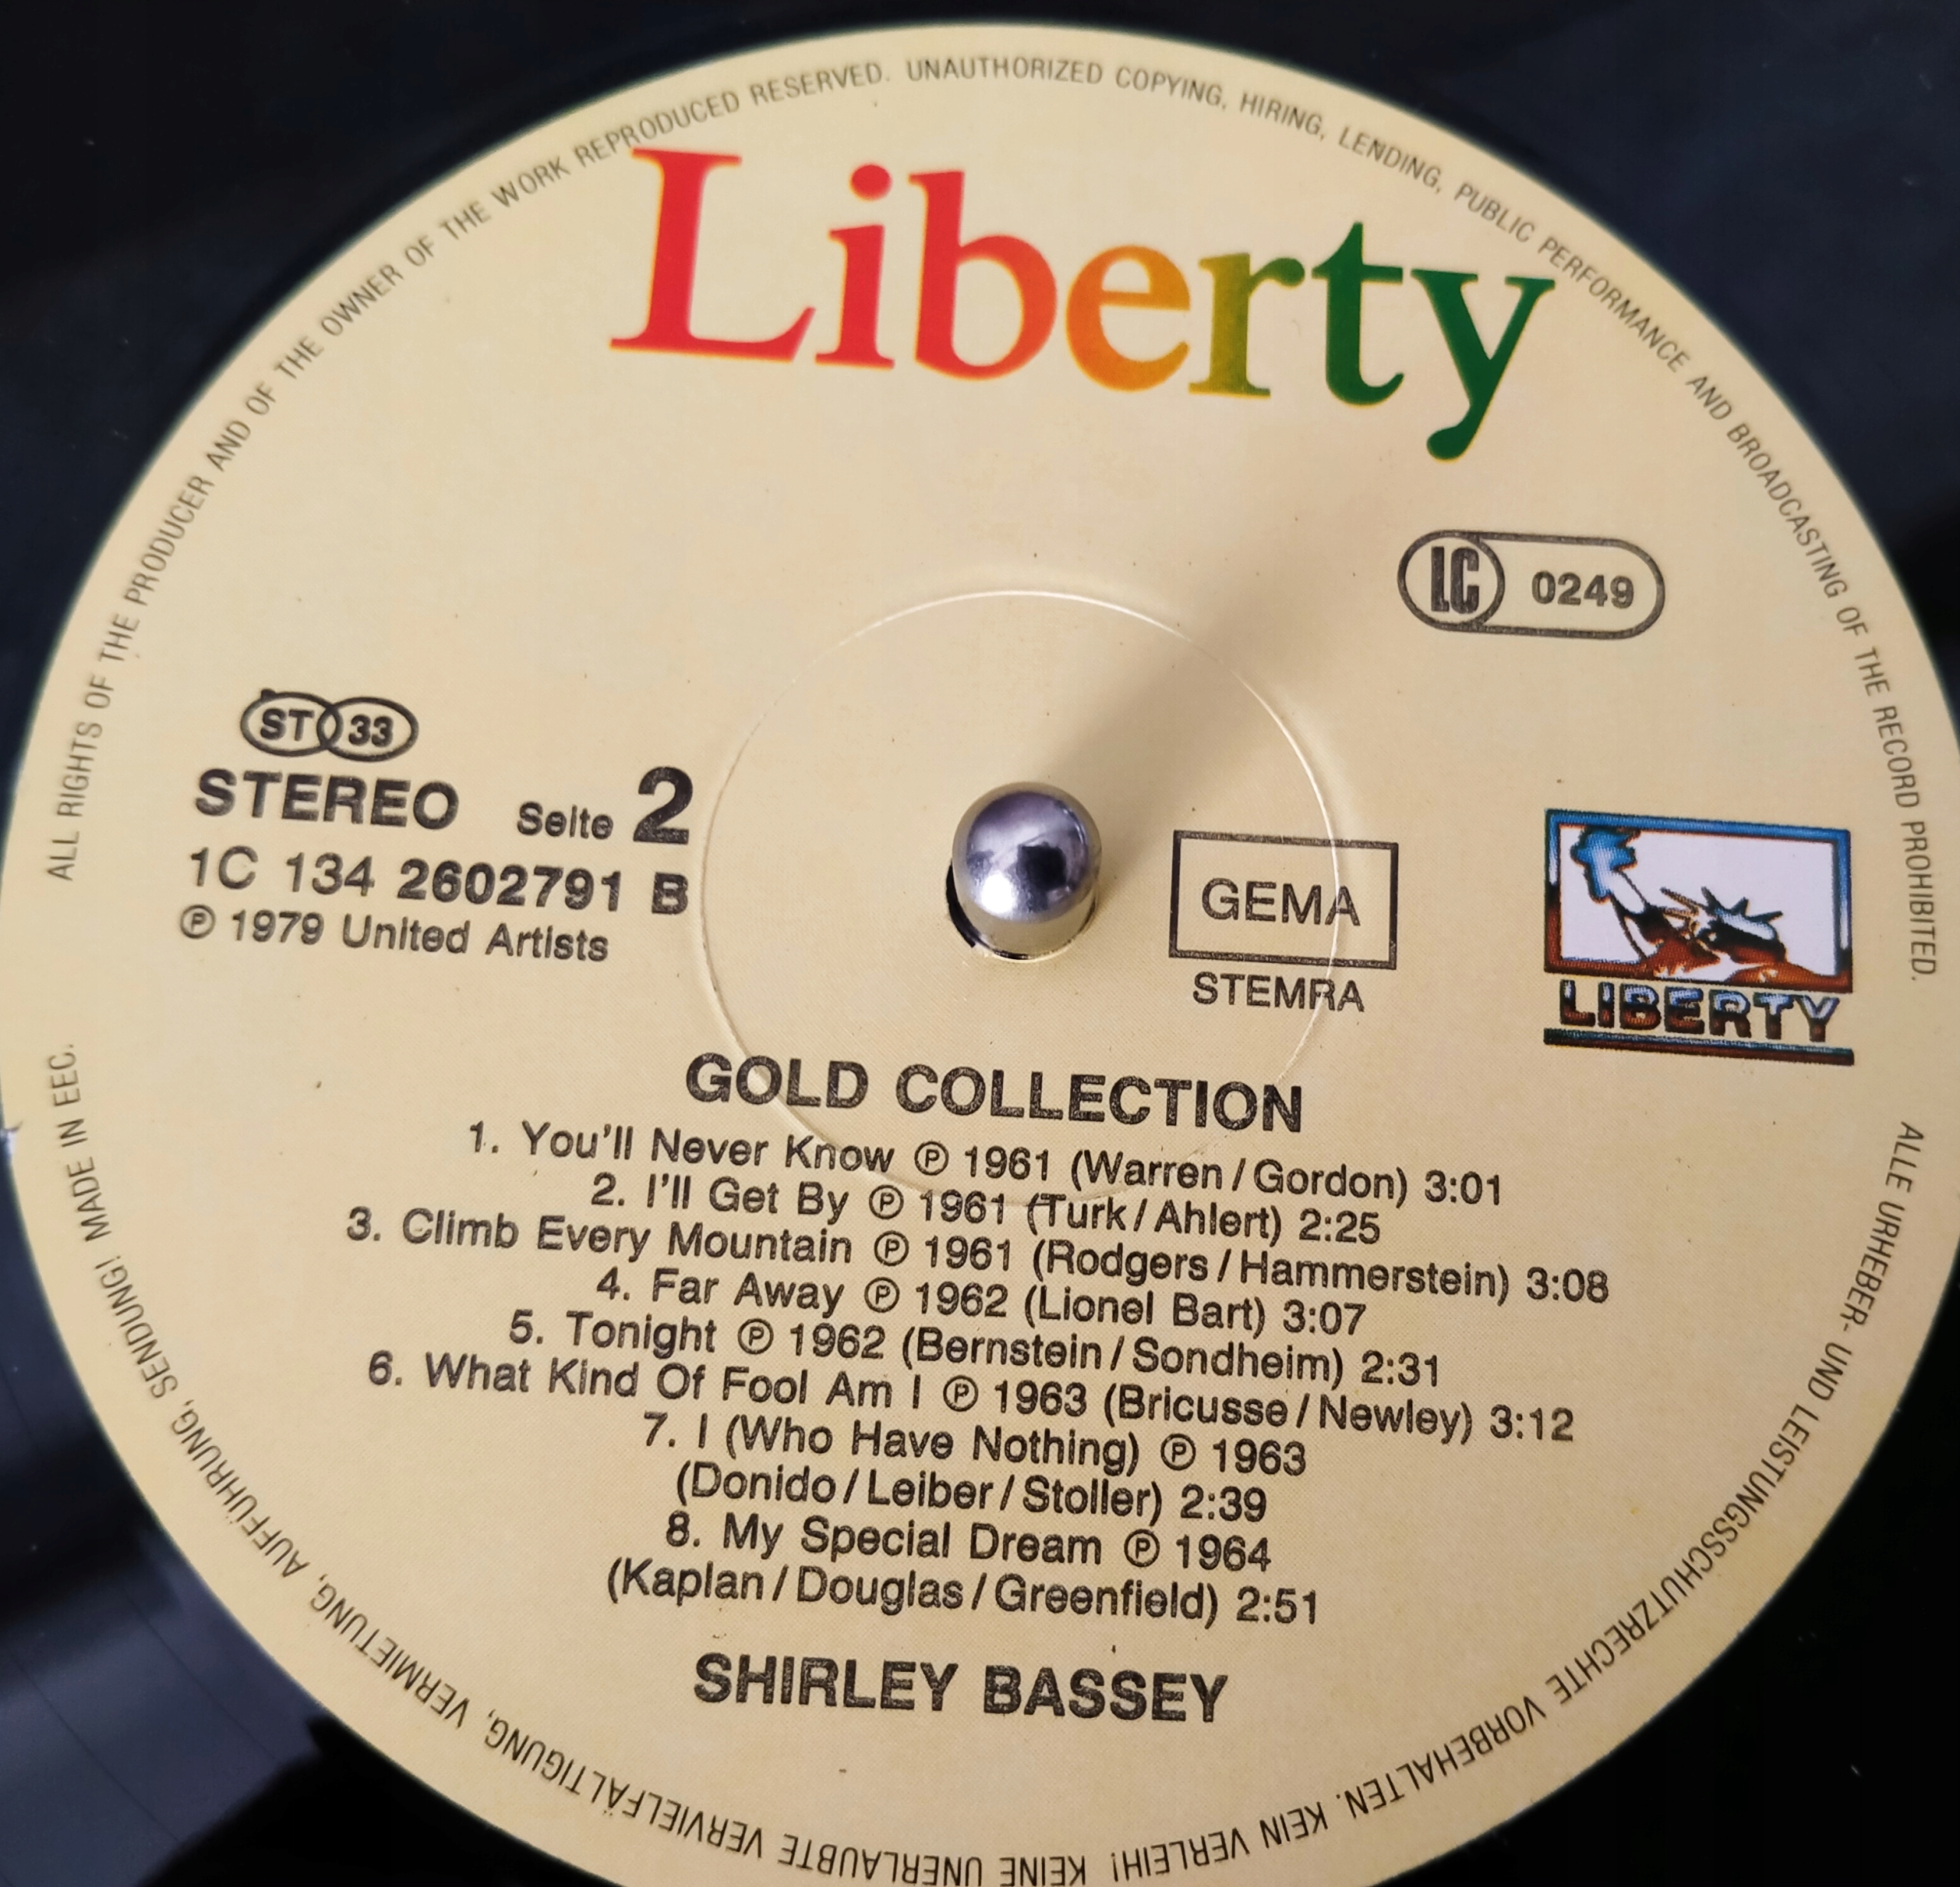 ALL RIGHTS OF THE PRODUCER AND OF THE OWNER OF THE WORK REPRODUCED RESERVED. UNAUTHORIZED COPYING, HIRING, LENDING, PUBLIC PERFORMANCE AND BROADCASTING OF THE RECORD PROHIBITED.
Liberty
LC 0249
ST 33
STEREO Seite 2
1C 134 2602791 B
℗ 1979 United Artists
GEMA
STEMRA
LIBERTY
GOLD COLLECTION
1. You'll Never Know ℗ 1961 (Warren/Gordon) 3:01
2. I'll Get By ℗ 1961 (Turk/Ahlert) 2:25
3. Climb Every Mountain ℗ 1961 (Rodgers/Hammerstein) 3:08
4. Far Away ℗ 1962 (Lionel Bart) 3:07
5. Tonight ℗ 1962 (Bernstein/Sondheim) 2:31
6. What Kind Of Fool Am I ℗ 1963 (Bricusse/Newley) 3:12
7. I (Who Have Nothing) ℗ 1963
(Donido/Leiber/Stoller) 2:39
8. My Special Dream ℗ 1964
(Kaplan/Douglas/Greenfield) 2:51
SHIRLEY BASSEY
ALLE URHEBER- UND LEISTUNGSSCHUTZRECHTE VORBEHALTEN. KEIN VERLEIH! KEINE UNERLAUBTE VERVIELFÄLTIGUNG, VERMIETUNG, AUFFÜHRUNG, SENDUNG! MADE IN EEC.